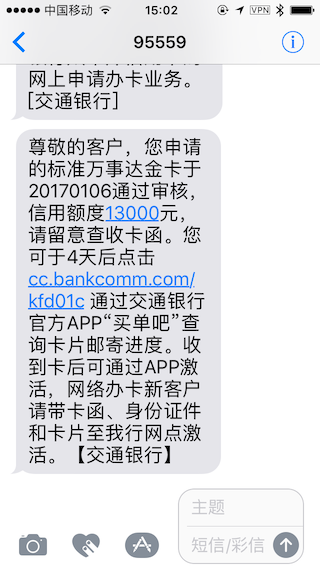 中国移动 15:02 VPN
95559
网上申请办卡业务。
[交通银行]
尊敬的客户，您申请
的标准万事达金卡于
20170106通过审核，
信用额度13000元，
请留意查收卡函。您
可于4天后点击
cc.bankcomm.com/
kfd01c 通过交通银行
官方APP“买单吧”查
询卡片邮寄进度。收
到卡后可通过APP激
活，网络办卡新客户
请带卡函、身份证件
和卡片至我行网点激
活。【交通银行】
主题
短信/彩信